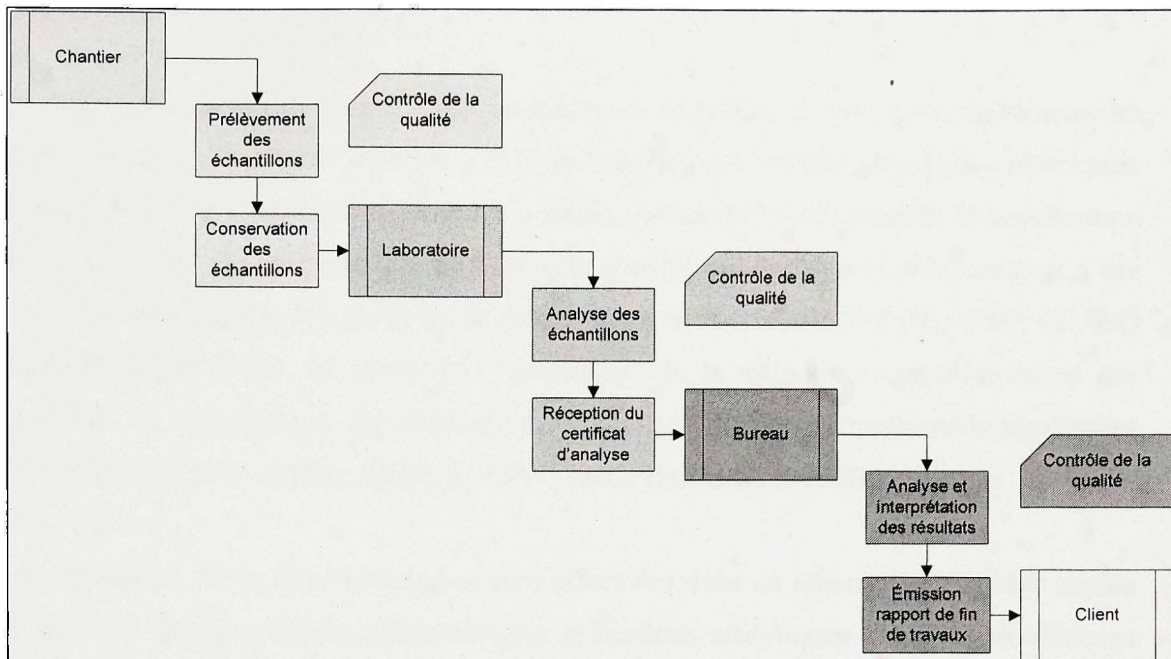 Chantier
Contrôle de la
qualité
Prélèvement
des
échantillons
Conservation
des
échantillons
Laboratoire
Contrôle de la
qualité
Analyse des
échantillons
Réception du
certificat
d'analyse
Bureau
Contrôle de la
qualité
Analyse et
interprétation
des résultats
Émission
rapport de fin
de travaux
Client